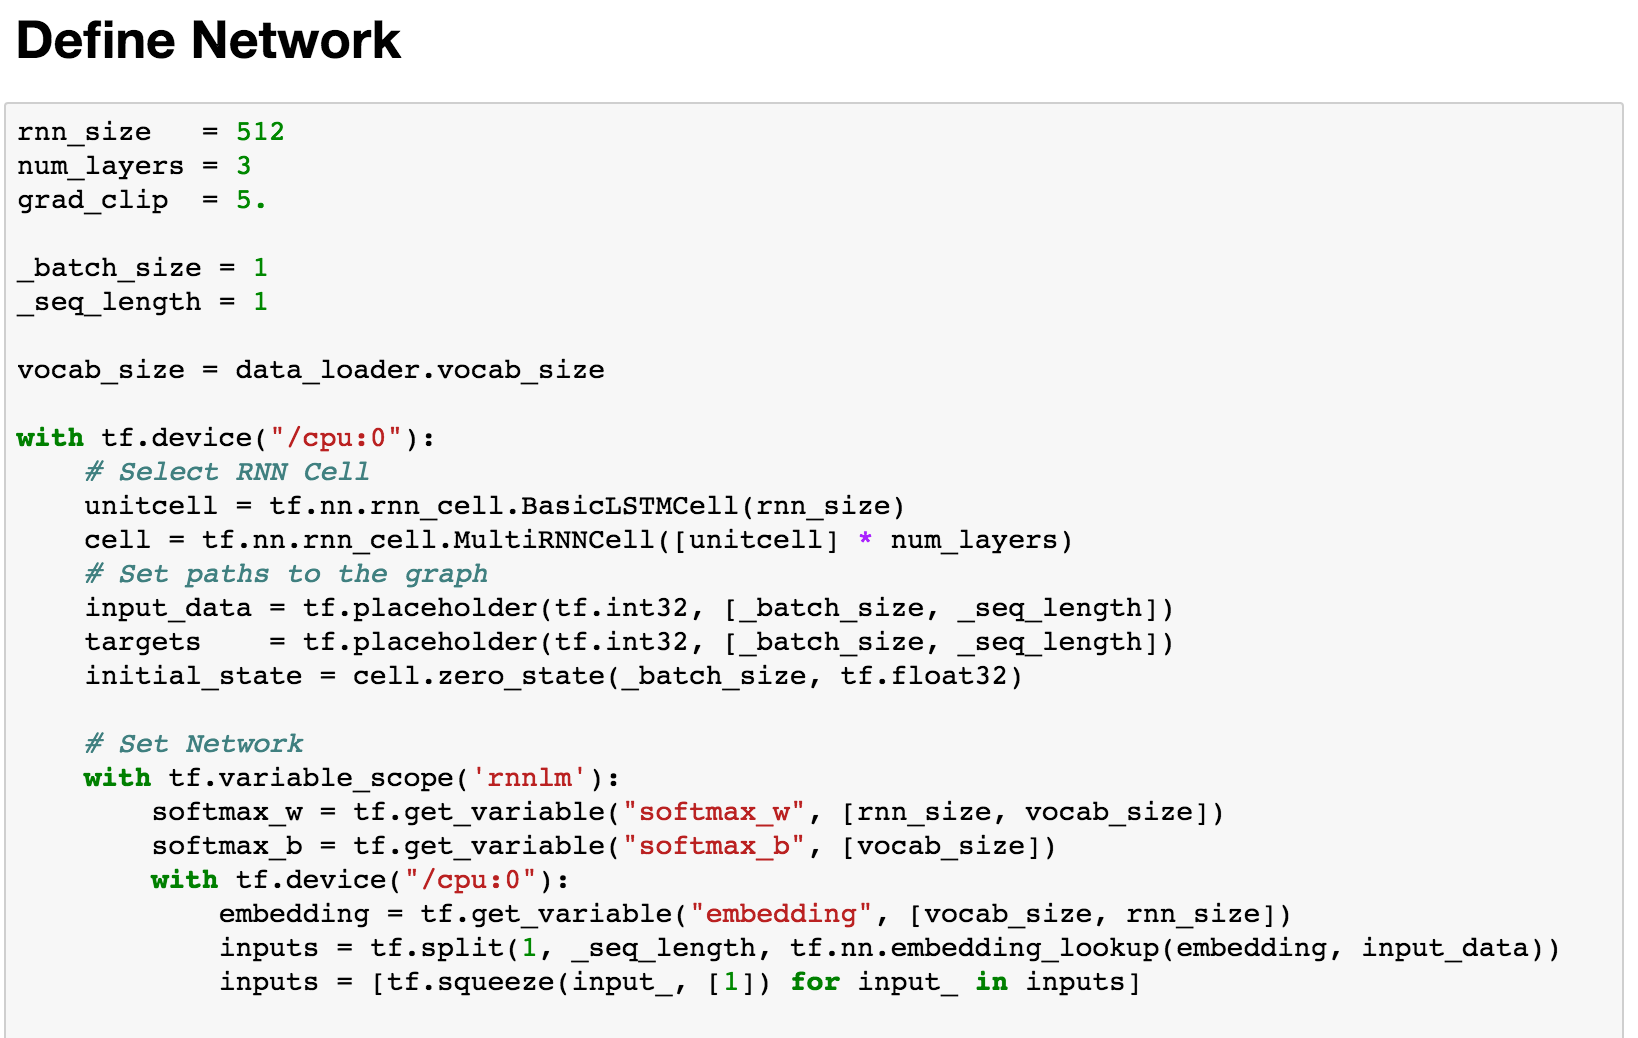 Define Network
rnn_size   = 512
num_layers = 3
grad_clip  = 5.

_batch_size = 1
_seq_length = 1

vocab_size = data_loader.vocab_size

with tf.device("/cpu:0"):
    # Select RNN Cell
    unitcell = tf.nn.rnn_cell.BasicLSTMCell(rnn_size)
    cell = tf.nn.rnn_cell.MultiRNNCell([unitcell] * num_layers)
    # Set paths to the graph
    input_data = tf.placeholder(tf.int32, [_batch_size, _seq_length])
    targets    = tf.placeholder(tf.int32, [_batch_size, _seq_length])
    initial_state = cell.zero_state(_batch_size, tf.float32)

    # Set Network
    with tf.variable_scope('rnnlm'):
        softmax_w = tf.get_variable("softmax_w", [rnn_size, vocab_size])
        softmax_b = tf.get_variable("softmax_b", [vocab_size])
        with tf.device("/cpu:0"):
            embedding = tf.get_variable("embedding", [vocab_size, rnn_size])
            inputs = tf.split(1, _seq_length, tf.nn.embedding_lookup(embedding, input_data))
            inputs = [tf.squeeze(input_, [1]) for input_ in inputs]